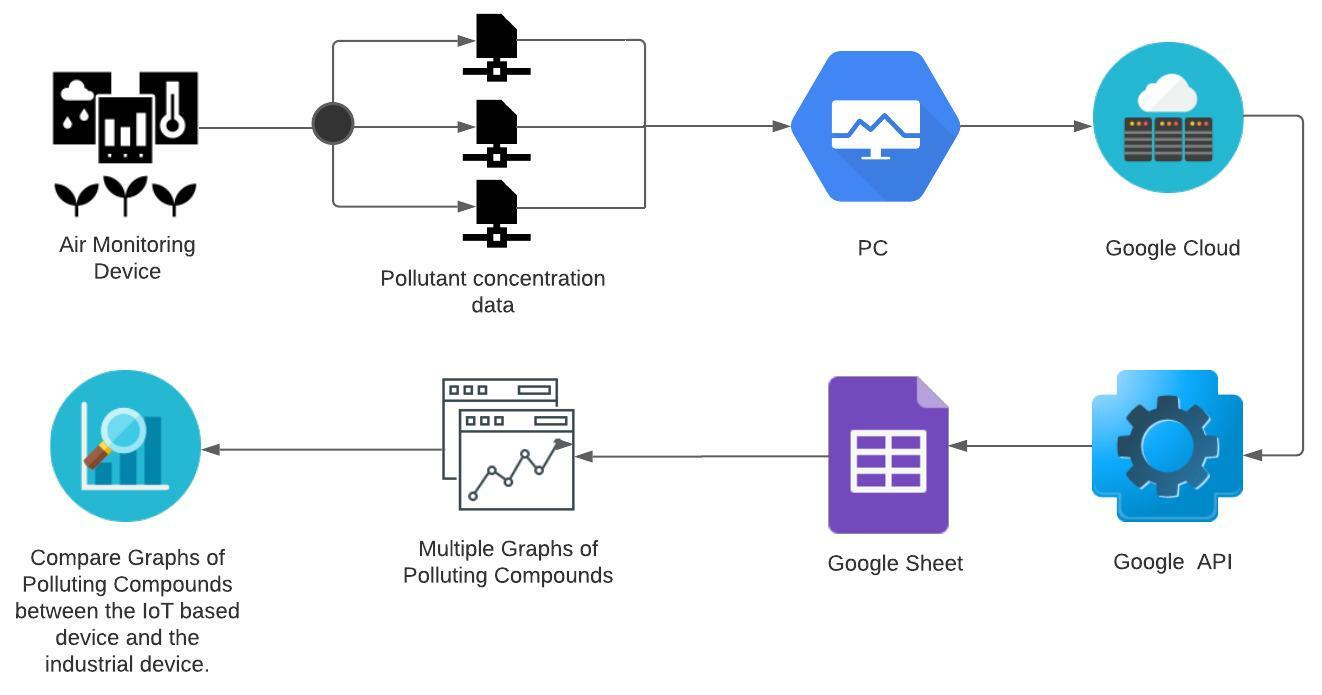 Air Monitoring
Device
Pollutant concentration
data
PC
Google Cloud
Compare Graphs of
Polluting Compounds
between the IoT based
device and the
industrial device.
Multiple Graphs of
Polluting Compounds
Google Sheet
Google  API